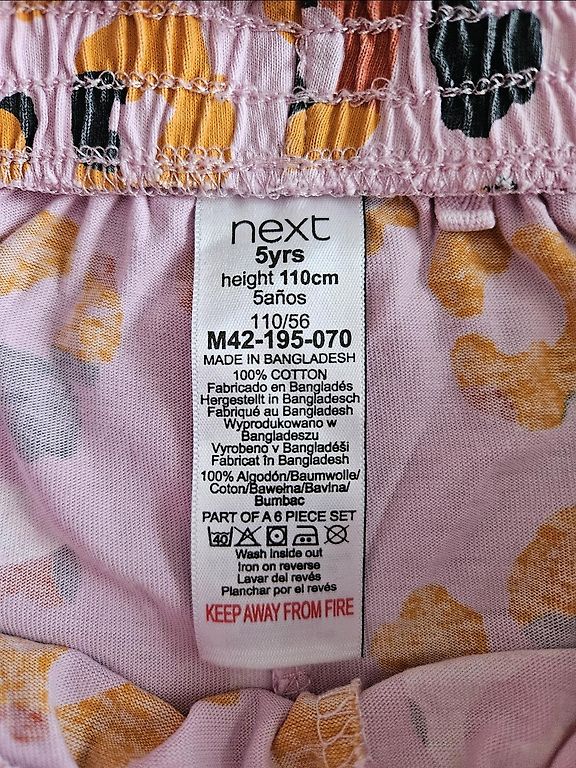 next
5yrs
height 110cm
5años
110/56
M42-195-070
MADE IN BANGLADESH
100% COTTON
Fabricado en Bangladés
Hergestellt in Bangladesch
Fabriqué au Bangladesh
Wyprodukowano w
Bangladeszu
Vyrobeno v Bangladéši
Fabricat în Bangladesh
100% Algodón/Baumwolle/
Coton/Bawełna/Bavlna/
Bumbac
PART OF A 6 PIECE SET
40
Wash inside out
Iron on reverse
Lavar del revés
Planchar por el revés
KEEP AWAY FROM FIRE